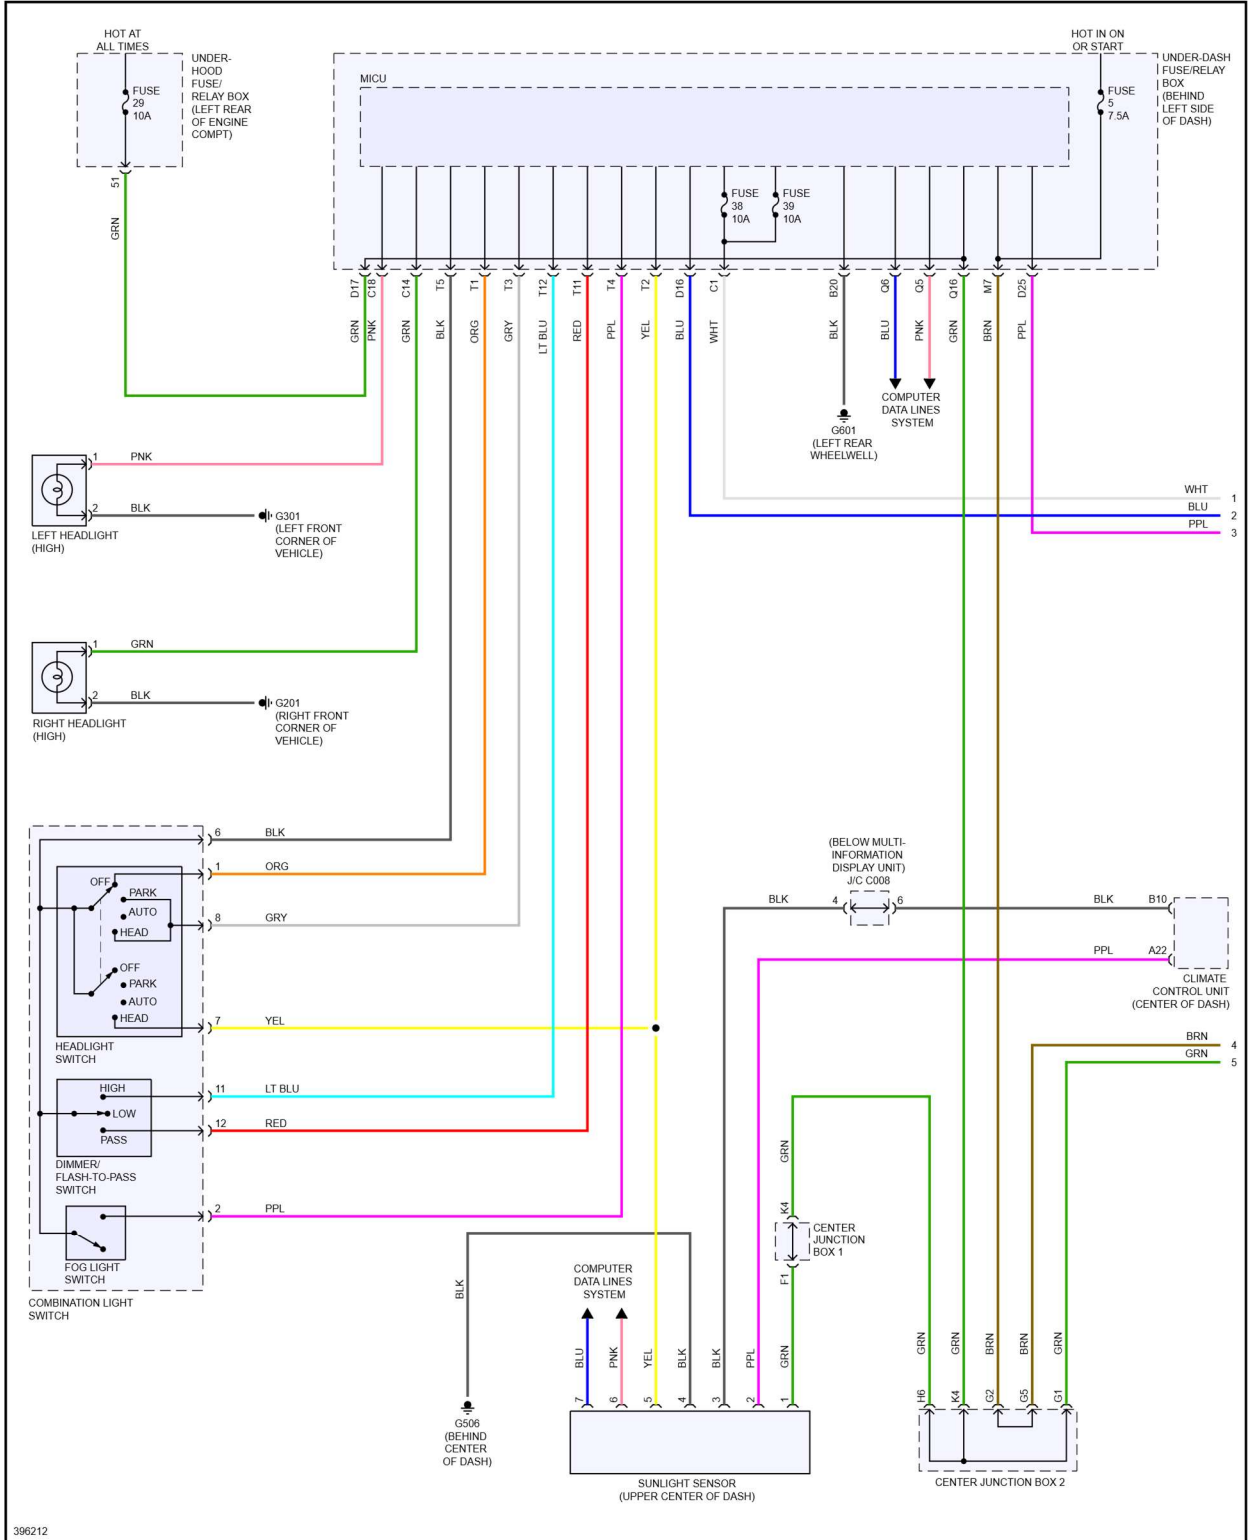 HOT AT
ALL TIMES
UNDER-
HOOD
FUSE/
RELAY BOX
(LEFT REAR
OF ENGINE
COMPT)
FUSE
29
10A
51
GRN
HOT IN ON
OR START
UNDER-DASH
FUSE/RELAY
BOX
(BEHIND
LEFT SIDE
OF DASH)
MICU
FUSE
5
7.5A
FUSE
38
10A
FUSE
39
10A
D17
C18
C14
T5
T1
T3
T12
T11
T4
T2
D16
C1
B20
Q6
Q5
Q16
M7
D25
GRN
PNK
GRN
BLK
ORG
GRY
LT BLU
RED
PPL
YEL
BLU
WHT
BLK
BLU
PNK
GRN
BRN
PPL
COMPUTER
DATA LINES
SYSTEM
G601
(LEFT REAR
WHEELWELL)
1
PNK
2
BLK
G301
(LEFT FRONT
CORNER OF
VEHICLE)
LEFT HEADLIGHT
(HIGH)
WHT 1
BLU 2
PPL 3
1
GRN
2
BLK
G201
(RIGHT FRONT
CORNER OF
VEHICLE)
RIGHT HEADLIGHT
(HIGH)
6 BLK
1 ORG
OFF
PARK
AUTO
HEAD
8 GRY
OFF
PARK
AUTO
HEAD
7 YEL
HEADLIGHT
SWITCH
HIGH
LOW
PASS
11 LT BLU
12 RED
DIMMER/
FLASH-TO-PASS
SWITCH
2 PPL
FOG LIGHT
SWITCH
COMBINATION LIGHT
SWITCH
(BELOW MULTI-
INFORMATION
DISPLAY UNIT)
J/C C008
BLK 4 6 BLK B10
PPL A22
CLIMATE
CONTROL UNIT
(CENTER OF DASH)
BRN 4
GRN 5
GRN
K4
CENTER
JUNCTION
BOX 1
F1
COMPUTER
DATA LINES
SYSTEM
BLK
G506
(BEHIND
CENTER
OF DASH)
BLU
PNK
YEL
BLK
BLK
PPL
GRN
7
6
5
4
3
2
1
SUNLIGHT SENSOR
(UPPER CENTER OF DASH)
GRN
GRN
BRN
BRN
GRN
H6
K4
G2
G5
G1
CENTER JUNCTION BOX 2
396212